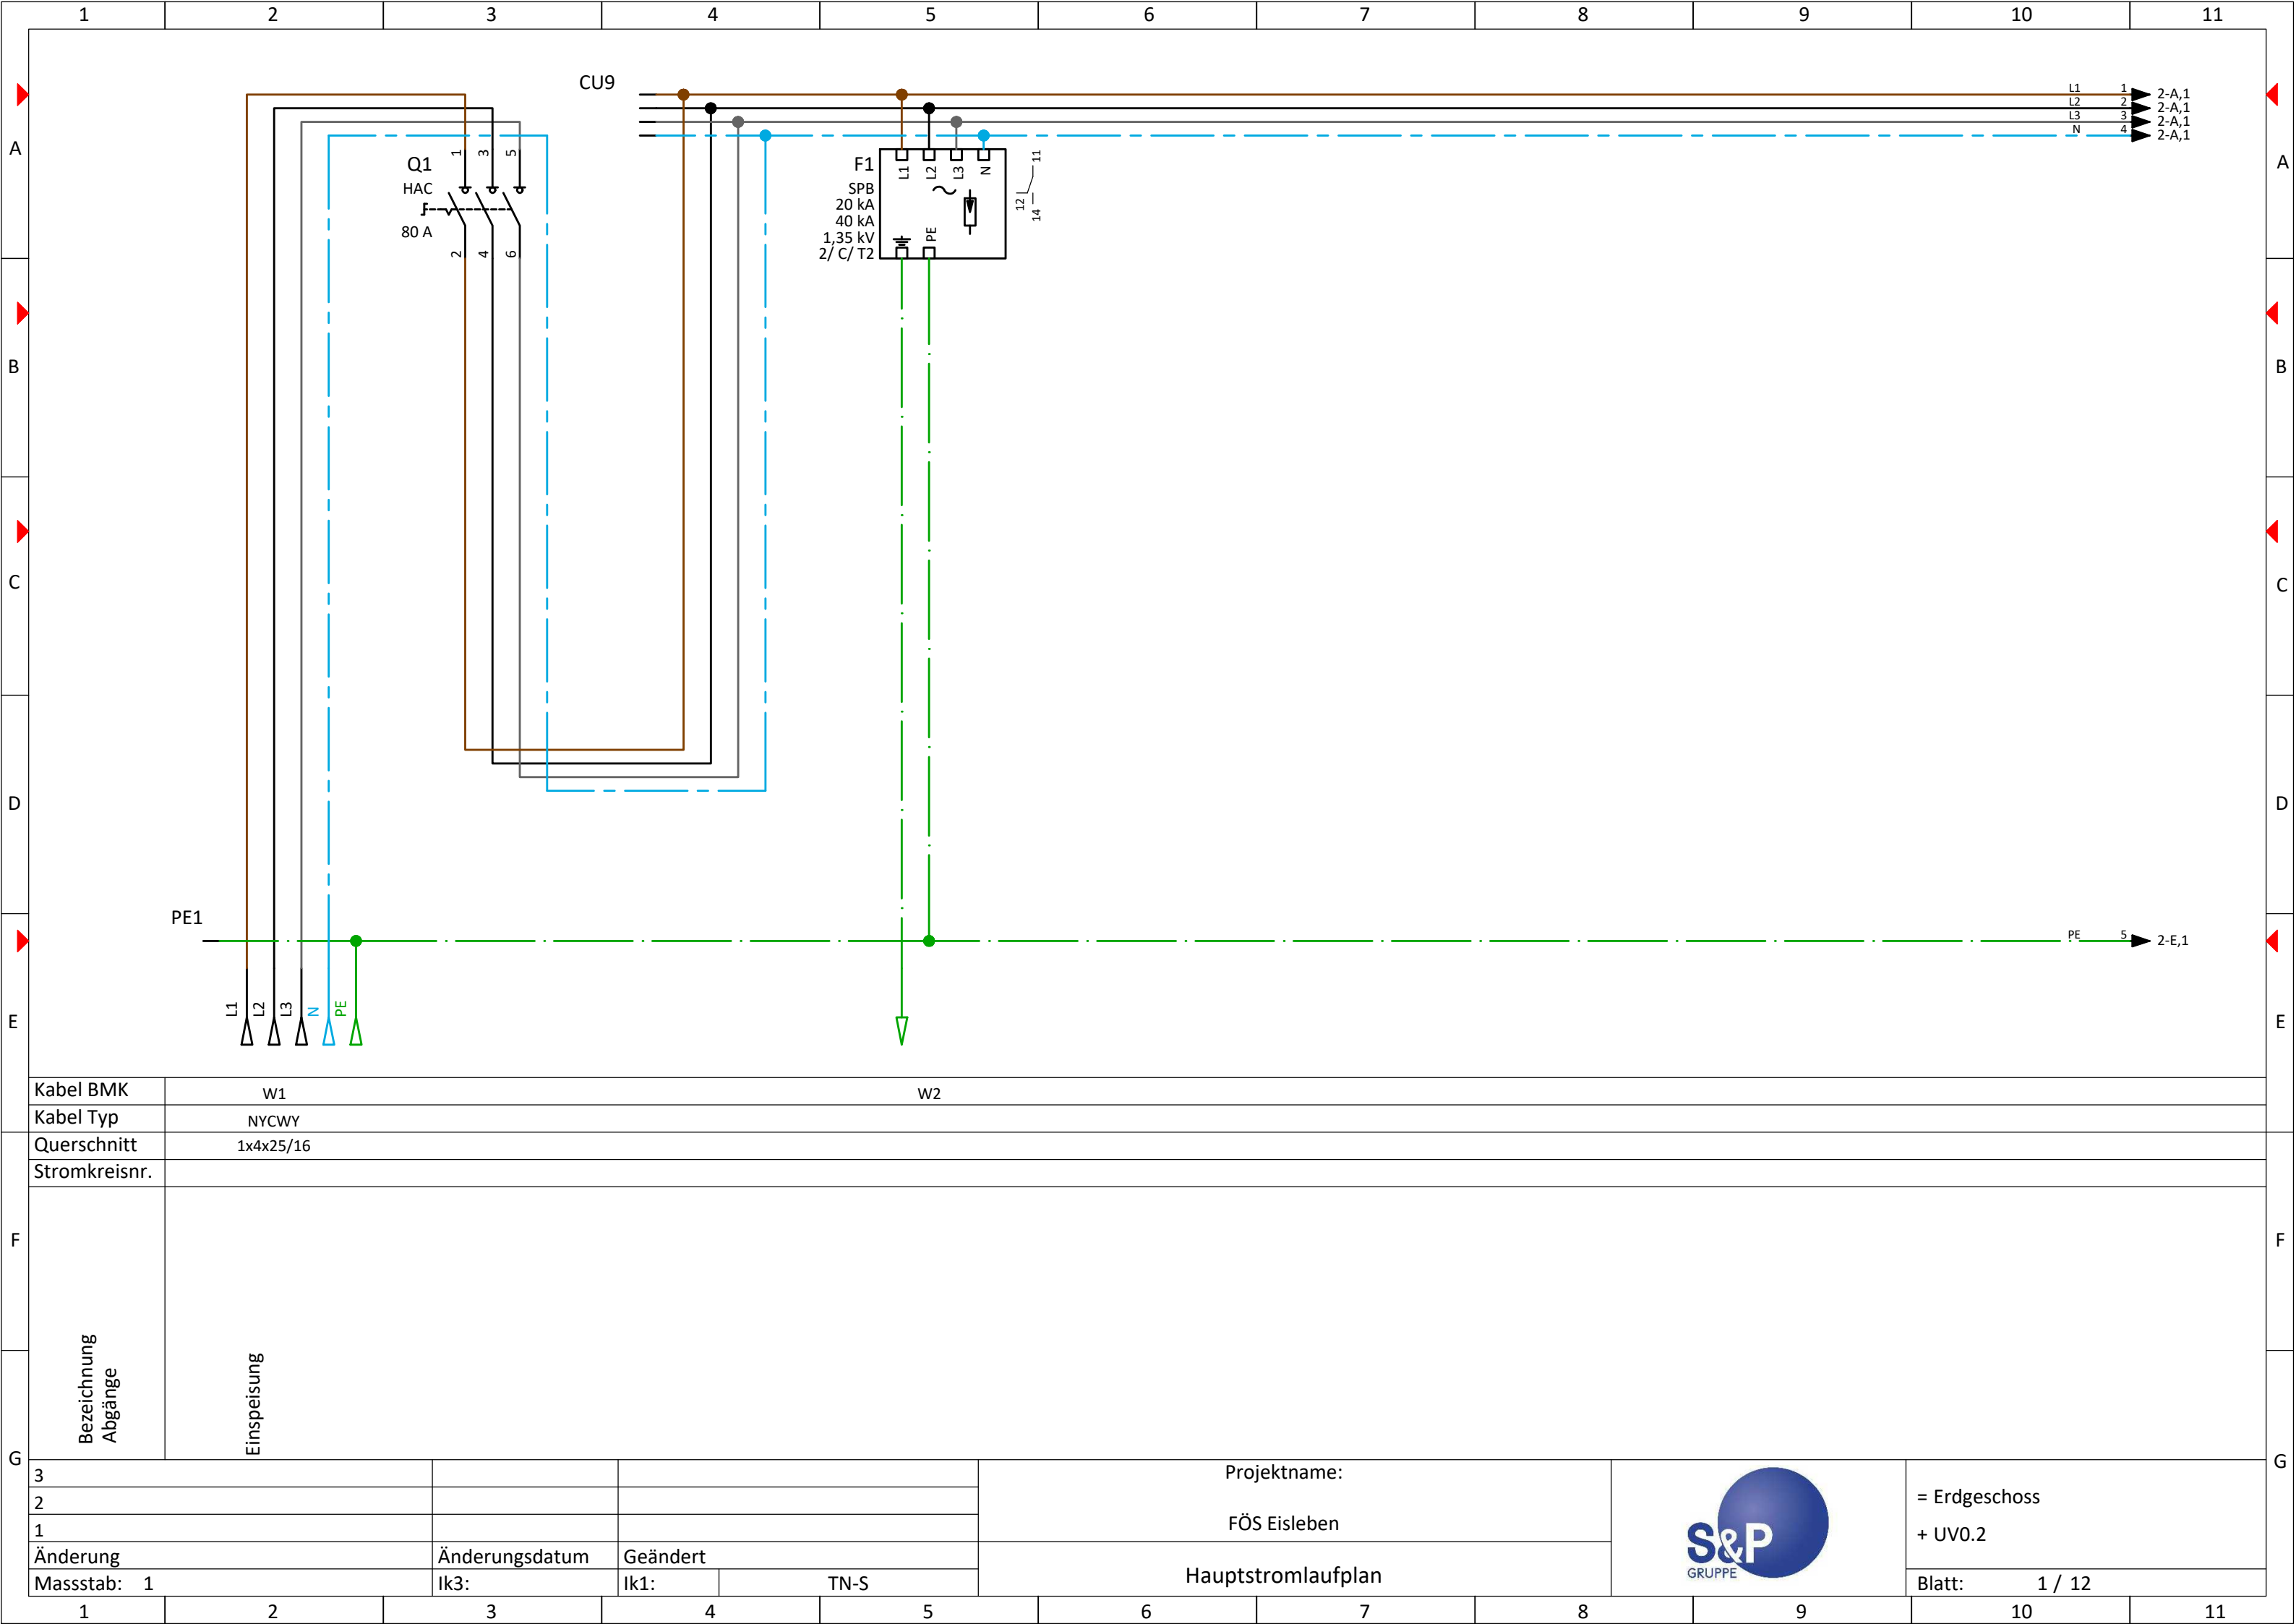 1 2 3 4 5 6 7 8 9 10 11
CU9
L1 1 2-A,1
L2 2 2-A,1
L3 3 2-A,1
N 4 2-A,1
A A
Q1
HAC
80 A
1 3 5
2 4 6
F1
SPB
20 kA
40 kA
1,35 kV
2/ C/ T2
L1 L2 L3 N
PE
11
12 14
B B
C C
D D
PE1
PE 5 2-E,1
L1 L2 L3 N PE
E E
Kabel BMK W1 W2
Kabel Typ NYCWY
Querschnitt 1x4x25/16
Stromkreisnr.
F F
Bezeichnung
Abgänge
Einspeisung
G G
3
2
1
Änderung Änderungsdatum Geändert
Massstab: 1 Ik3: Ik1: TN-S
Projektname:
FÖS Eisleben
Hauptstromlaufplan
S&P
GRUPPE
= Erdgeschoss
+ UV0.2
Blatt: 1 / 12
1 2 3 4 5 6 7 8 9 10 11